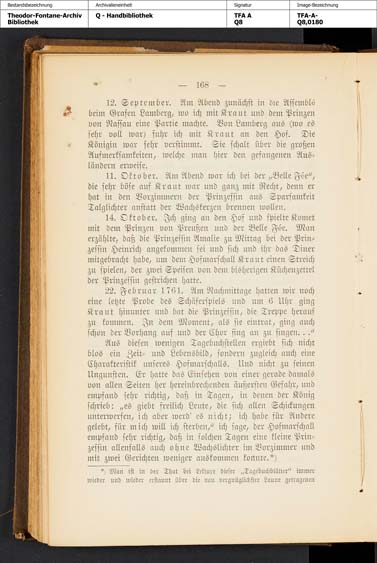 Bestandsbezeichnung
Archivalieneinheit
Signatur
Image-Bezeichnung
Theodor-Fontane-Archiv
Bibliothek
Q - Handbibliothek
TFA A
Q8
TFA-A-
Q8,0180
— 168 —
12. September. Am Abend zunächst in die Assemblé
beim Grafen Lamberg, wo ich mit Kraut und dem Prinzen
von Nassau eine Partie machte. Von Lamberg aus (wo es
sehr voll war) fuhr ich mit Kraut an den Hof. Die
Königin war sehr verstimmt. Sie schalt über die großen
Aufmerksamkeiten, welche man hier den gefangenen Aus-
ländern erweise.
11. Oktober. Am Abend war ich bei der „Belle Fée“,
die sehr böse auf Kraut war und ganz mit Recht, denn er
hat in den Vorzimmern der Prinzessin aus Sparsamkeit
Talglichter anstatt der Wachskerzen brennen wollen.
14. Oktober. Ich ging an den Hof und spielte Komet
mit dem Prinzen von Preußen und der Belle Fée. Man
erzählte, daß die Prinzessin Amalie zu Mittag bei der Prin-
zessin Heinrich angekommen sei und sich und ihr das Diner
mitgebracht habe, um dem Hofmarschall Kraut einen Streich
zu spielen, der zwei Speisen von dem bisherigen Küchenzettel
der Prinzessin gestrichen hatte.
22. Februar 1761. Am Nachmittage hatten wir noch
eine letzte Probe des Schäferspiels und um 6 Uhr ging
Kraut hinunter und bat die Prinzessin, die Treppe herauf
zu kommen. In dem Moment, als sie eintrat, ging auch
schon der Vorhang auf und der Chor fing an zu singen. . .“
Aus diesen wenigen Tagebuchstellen ergibt sich nicht
blos ein Zeit- und Lebensbild, sondern zugleich auch eine
Charakteristik unseres Hofmarschalls. Und nicht zu seinen
Ungunsten. Er hatte das Einsehen von einer gerade damals
von allen Seiten her hereinbrechenden äußersten Gefahr, und
empfand sehr richtig, daß in Tagen, in denen der König
schrieb: „es giebt freilich Leute, die sich allen Schickungen
unterwerfen, ich aber werd' es nicht; ich habe für Andere
gelebt, für mich will ich sterben,“ ich sage, der Hofmarschall
empfand sehr richtig, daß in solchen Tagen eine kleine Prin-
zessin allenfalls auch ohne Wachslichter im Vorzimmer und
mit zwei Gerichten weniger auskommen konnte.*)
*) Man ist in der That bei Lektüre dieser „Tagebuchblätter“ immer
wieder und wieder erstaunt über die von vergnüglichster Laune getragenen